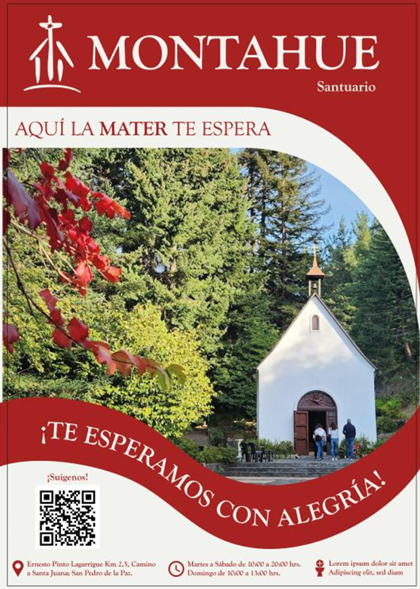 MONTAHUE
Santuario
AQUÍ LA MATER TE ESPERA
¡TE ESPERAMOS CON ALEGRÍA!
¡Suígenos!
Ernesto Pinto Lagarrigue Km 2,5, Camino
a Santa Juana; San Pedro de la Paz.
Martes a Sábado de 10:00 a 20:00 hrs.
Domingo de 10:00 a 13:00 hrs.
Lorem ipsum dolor sit amet
Adipiscing elit, sed diam